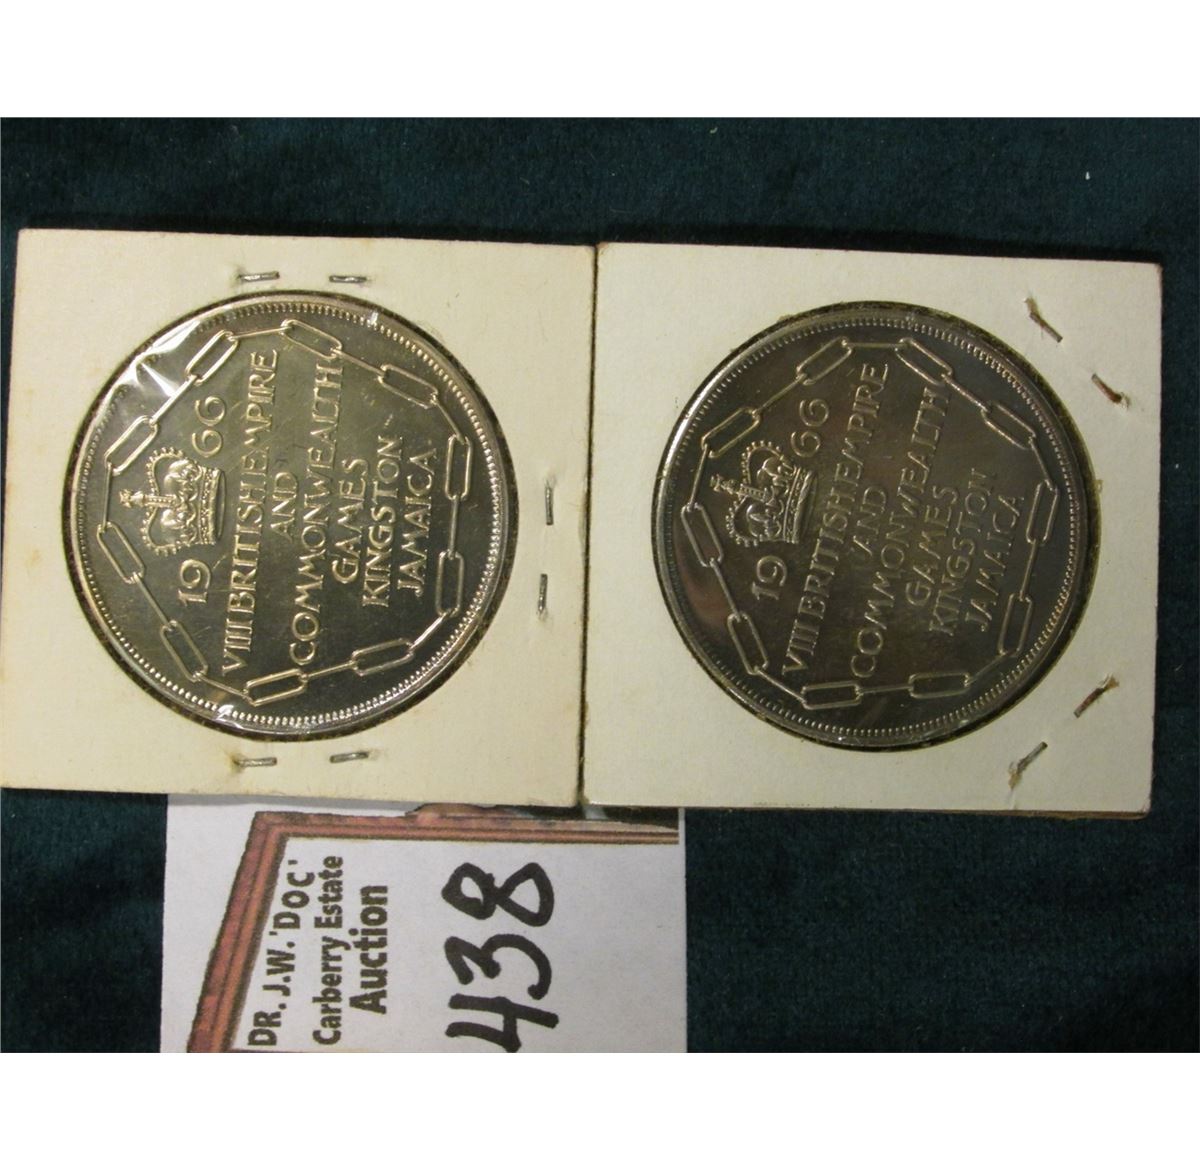 19 66
VIII BRITISH EMPIRE
AND
COMMONWEALTH
GAMES
KINGSTON
JAMAICA
19 66
VIII BRITISH EMPIRE
AND
COMMONWEALTH
GAMES
KINGSTON
JAMAICA
DR. J.W. 'DOC'
Carberry Estate
Auction
438